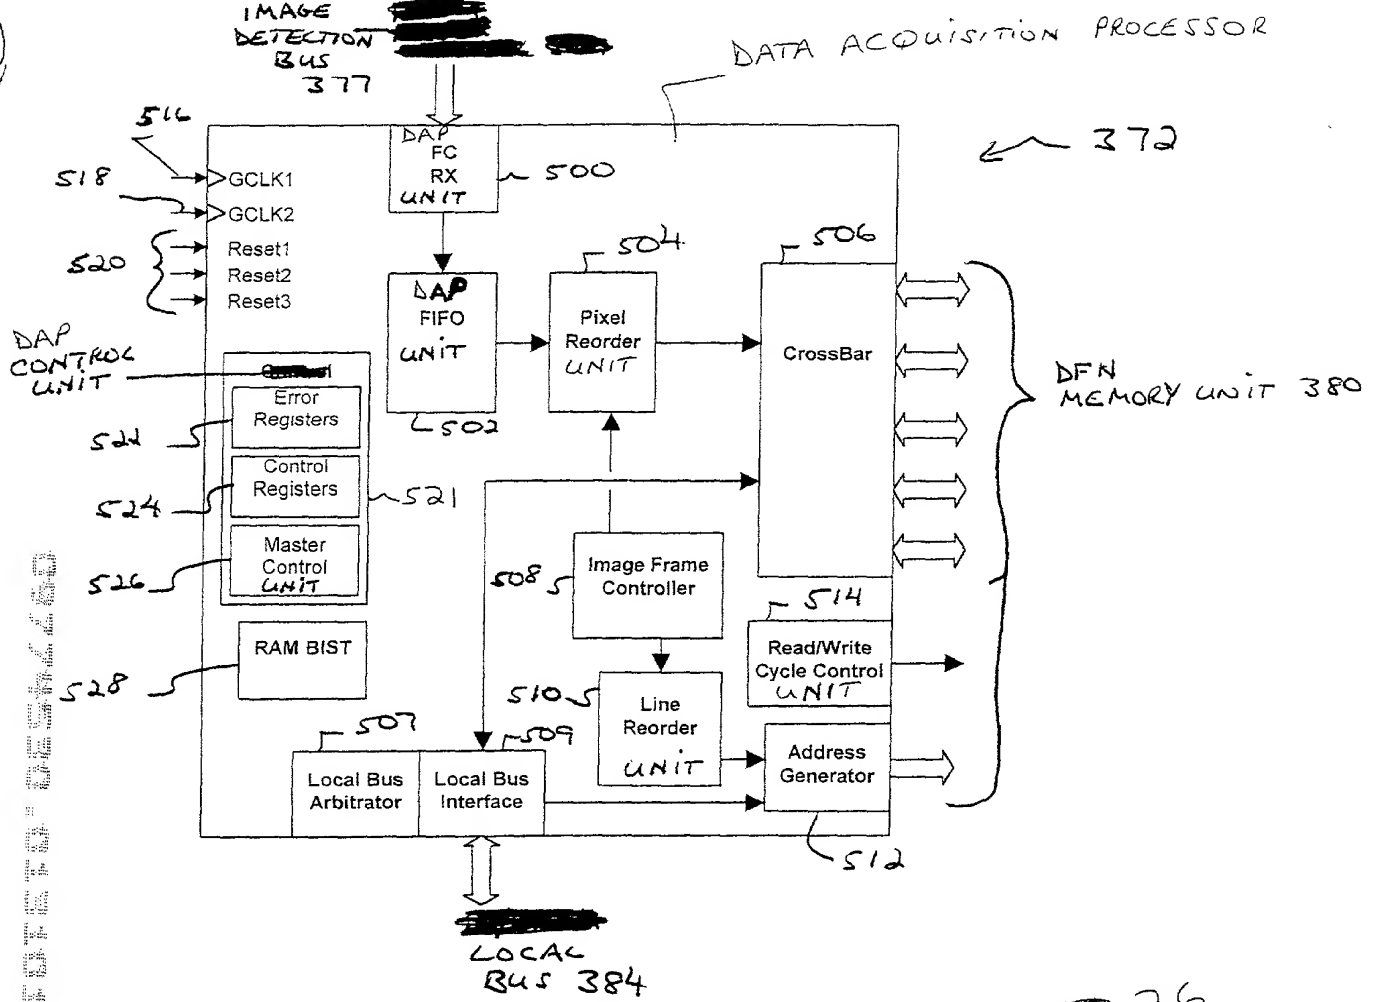 IMAGE
DETECTION
BUS
377
DATA ACQUISITION PROCESSOR
372
516
518
GCLK1
GCLK2
520
Reset1
Reset2
Reset3
DAP
FC
RX
UNIT
500
DAP
FIFO
UNIT
502
504
Pixel
Reorder
UNIT
506
CrossBar
DFN
MEMORY UNIT 380
DAP
CONTROL
UNIT
Error
Registers
522
Control
Registers
524
521
Master
Control
UNIT
526
RAM BIST
528
508
Image Frame
Controller
514
Read/Write
Cycle Control
UNIT
510
Line
Reorder
UNIT
507
509
Local Bus
Arbitrator
Local Bus
Interface
Address
Generator
512
LOCAL
BUS 384